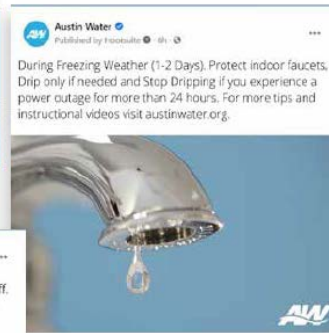 AW
Austin Water
Published by Hootsuite · 6h ·
During Freezing Weather (1-2 Days). Protect indoor faucets,
Drip only if needed and Stop Dripping if you experience a
power outage for more than 24 hours. For more tips and
instructional videos visit austinwater.org.
ff.
AW